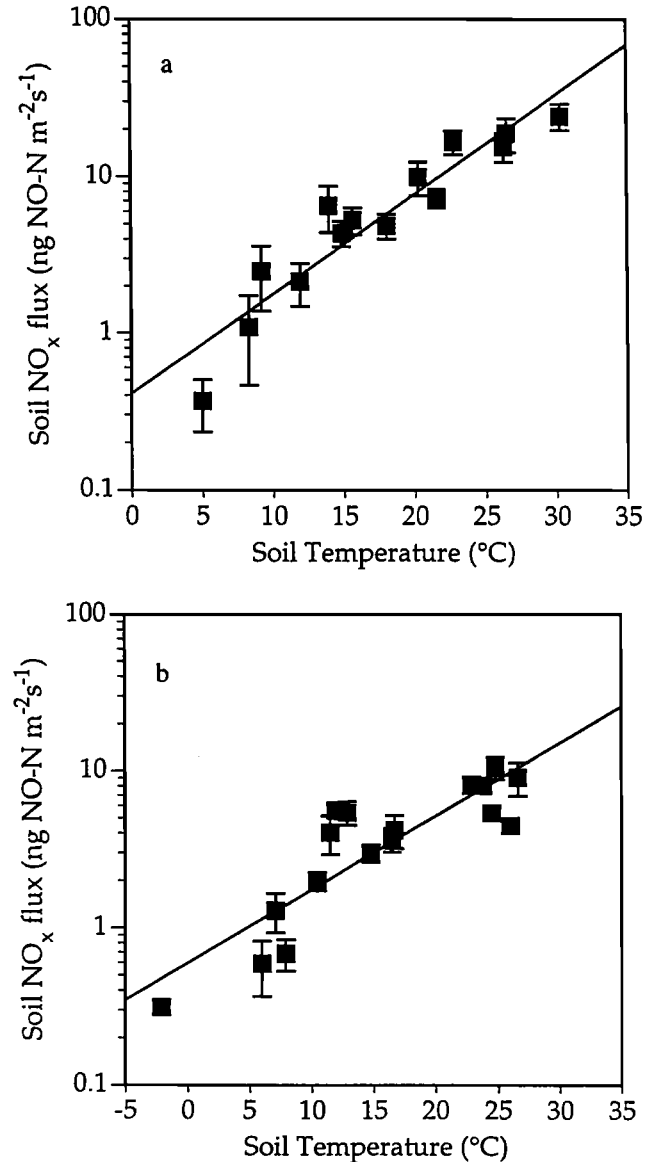 100
a
10
1
0.1
Soil NOx flux (ng NO-N m-2s-1)
0 5 10 15 20 25 30 35
Soil Temperature (°C)
100
b
10
1
0.1
Soil NOx flux (ng NO-N m-2s-1)
-5 0 5 10 15 20 25 30 35
Soil Temperature (°C)